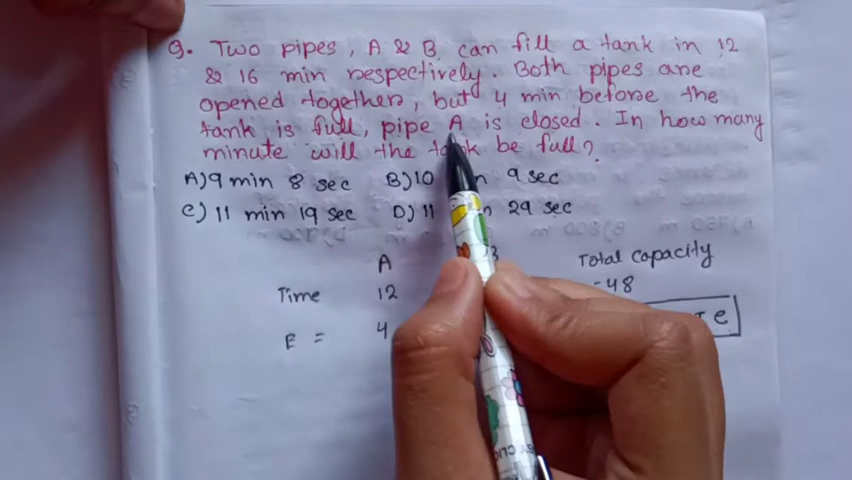 9. Two pipes, A & B can fill a tank in 12
& 16 min respectively. Both pipes are
opened together, but 4 min before the
tank is full, pipe A is closed. In how many
minute will the tank be full?
A) 9 min 8 sec B) 10 9 sec
C) 11 min 19 sec D) 11 29 sec
A Total capacity
Time 12 = 48
E = 4 e